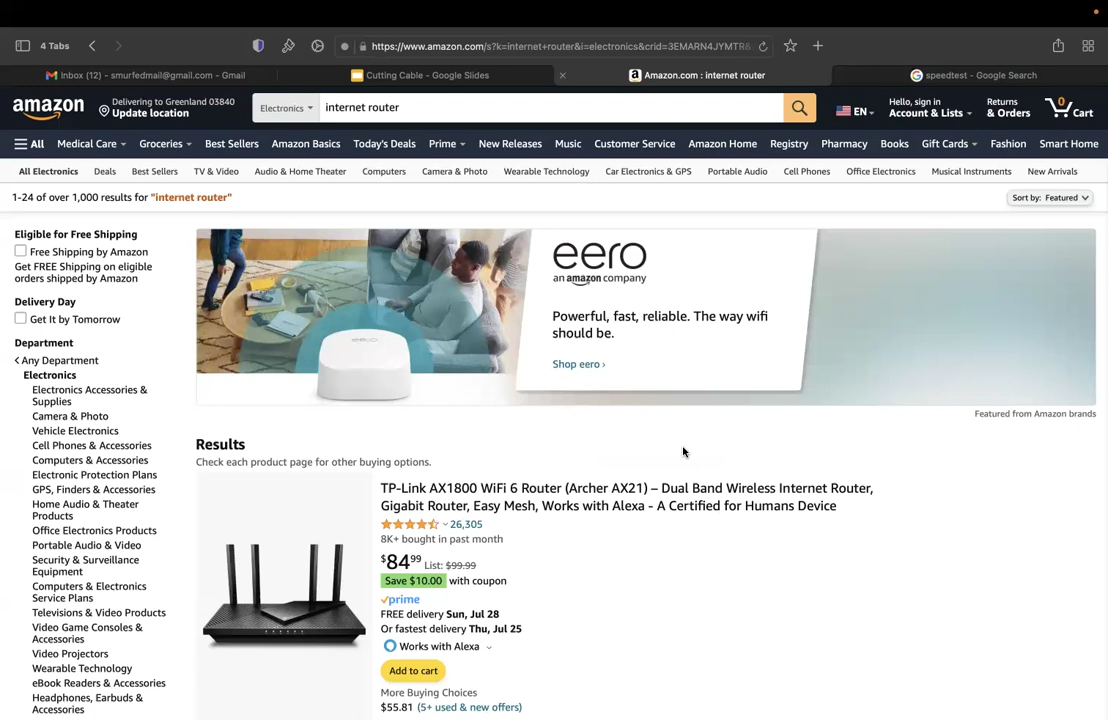 4 Tabs
https://www.amazon.com/s?k=internet+router&i=electronics&crid=3EMARN4JYMTR&
Inbox (12) - smurfedmail@gmail.com - Gmail
Cutting Cable - Google Slides
Amazon.com : internet router
speedtest - Google Search
amazon
Delivering to Greenland 03840
Update location
Electronics
internet router
EN
Hello, sign in
Account & Lists
Returns
& Orders
0
Cart
All
Medical Care
Groceries
Best Sellers
Amazon Basics
Today's Deals
Prime
New Releases
Music
Customer Service
Amazon Home
Registry
Pharmacy
Books
Gift Cards
Fashion
Smart Home
All Electronics
Deals
Best Sellers
TV & Video
Audio & Home Theater
Computers
Camera & Photo
Wearable Technology
Car Electronics & GPS
Portable Audio
Cell Phones
Office Electronics
Musical Instruments
New Arrivals
1-24 of over 1,000 results for "internet router"
Sort by: Featured
Eligible for Free Shipping
Free Shipping by Amazon
Get FREE Shipping on eligible
orders shipped by Amazon
Delivery Day
Get It by Tomorrow
Department
Any Department
Electronics
Electronics Accessories &
Supplies
Camera & Photo
Vehicle Electronics
Cell Phones & Accessories
Computers & Accessories
Electronic Protection Plans
GPS, Finders & Accessories
Home Audio & Theater
Products
Office Electronics Products
Portable Audio & Video
Security & Surveillance
Equipment
Computers & Electronics
Service Plans
Televisions & Video Products
Video Game Consoles &
Accessories
Video Projectors
Wearable Technology
eBook Readers & Accessories
Headphones, Earbuds &
Accessories
eero
eero
an amazon company
Powerful, fast, reliable. The way wifi
should be.
Shop eero ›
Featured from Amazon brands
Results
Check each product page for other buying options.
TP-Link AX1800 WiFi 6 Router (Archer AX21) – Dual Band Wireless Internet Router,
Gigabit Router, Easy Mesh, Works with Alexa - A Certified for Humans Device
26,305
8K+ bought in past month
$84.99 List: $99.99
Save $10.00 with coupon
prime
FREE delivery Sun, Jul 28
Or fastest delivery Thu, Jul 25
Works with Alexa
Add to cart
More Buying Choices
$55.81 (5+ used & new offers)